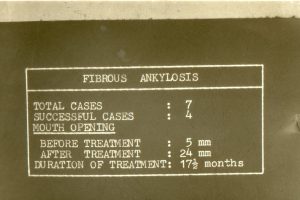 FIBROUS ANKYLOSIS
TOTAL CASES : 7
SUCCESSFUL CASES : 4
MOUTH OPENING
BEFORE TREATMENT : 5 mm
AFTER TREATMENT : 24 mm
DURATION OF TREATMENT: 17½ months